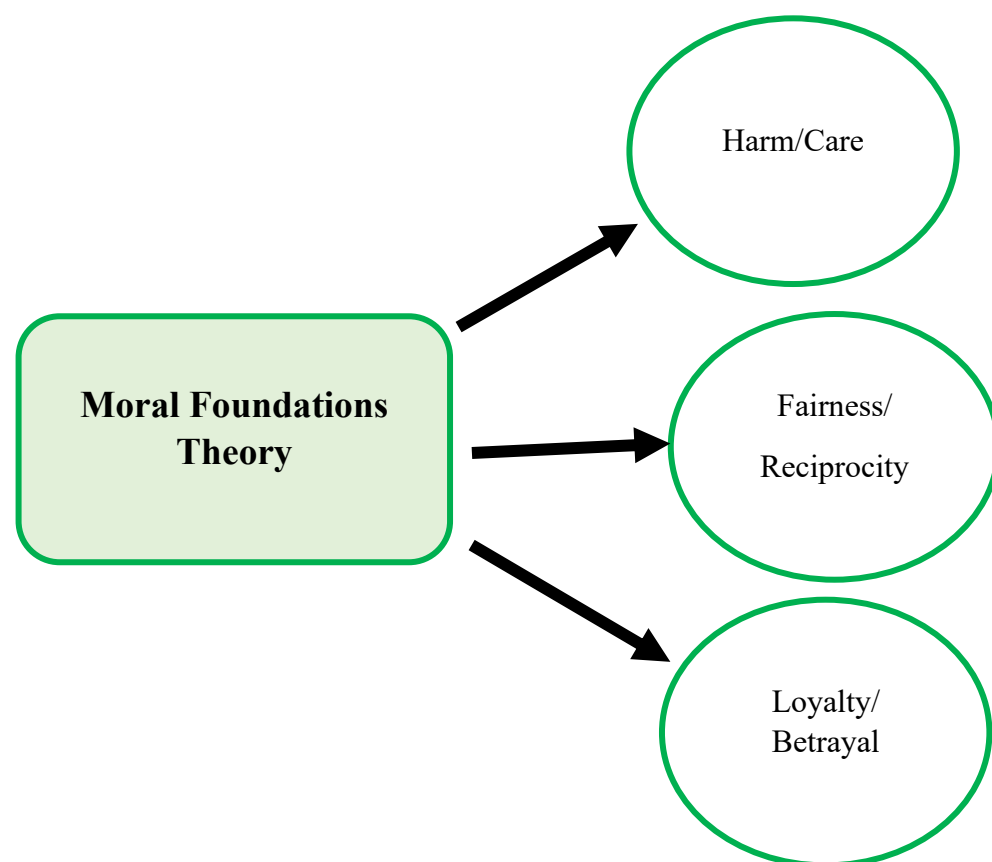 Moral Foundations
Theory
Harm/Care
Fairness/
Reciprocity
Loyalty/
Betrayal